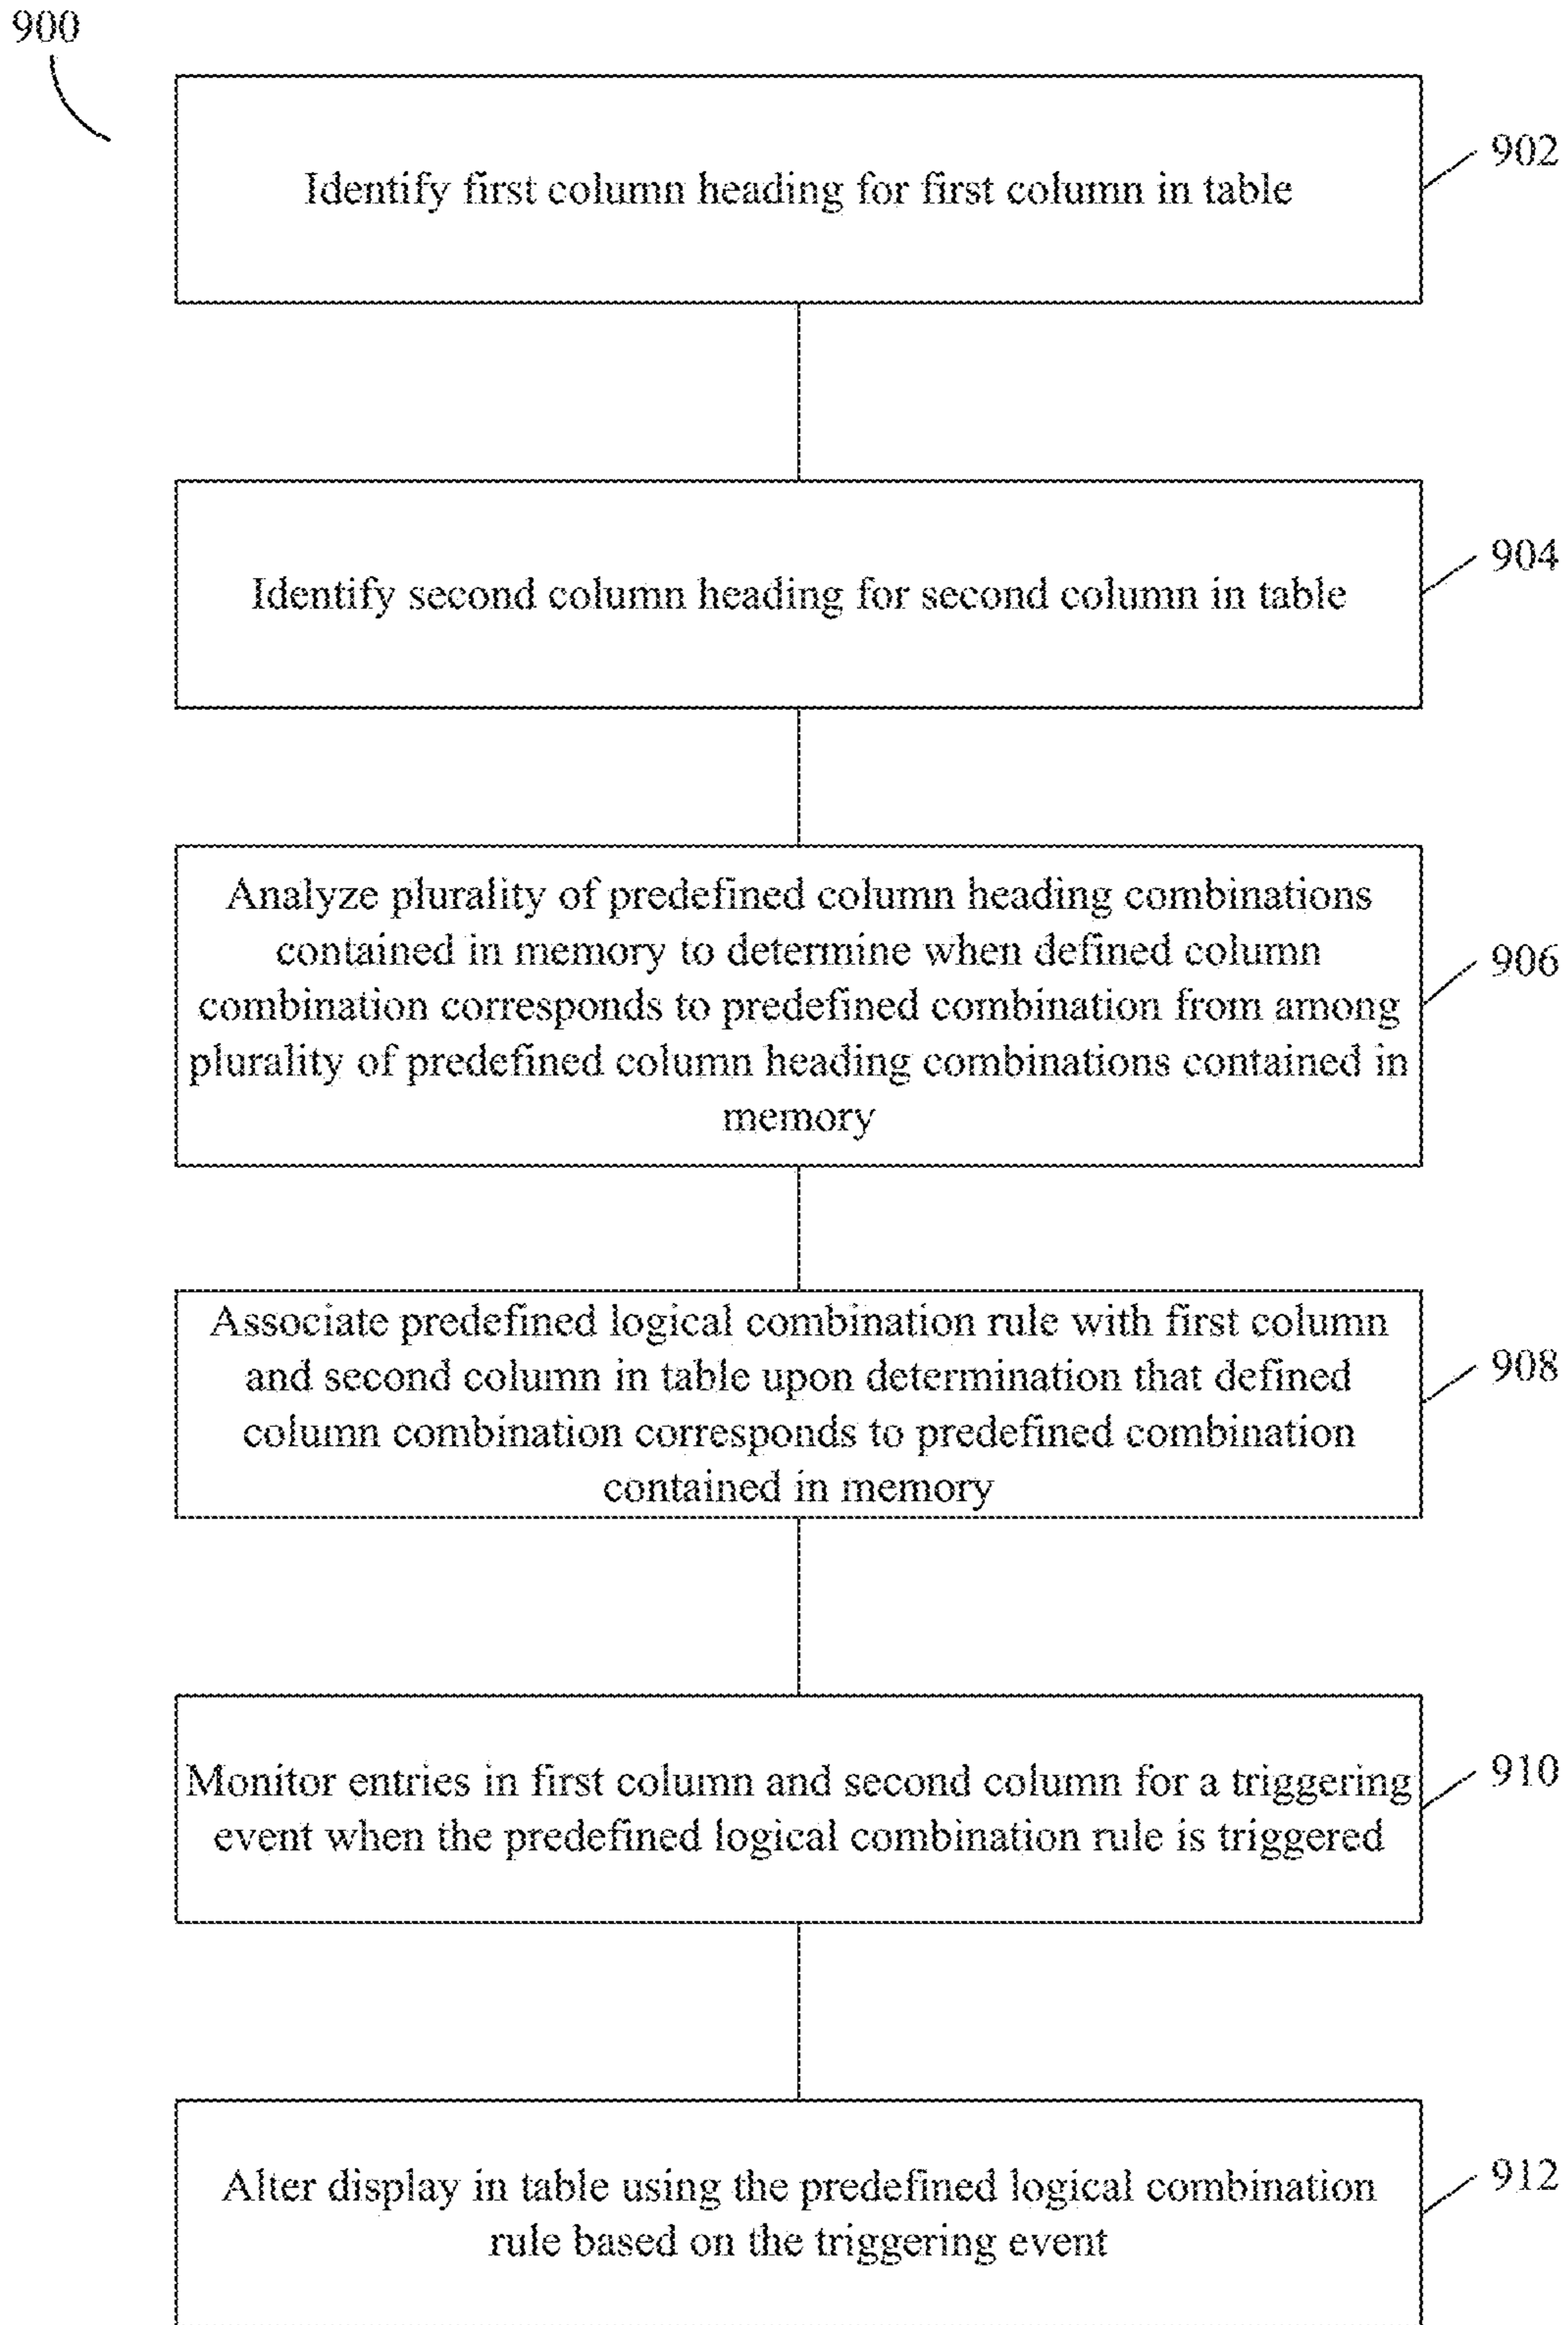 900
Identify first column heading for first column in table
902
Identify second column heading for second column in table
904
Analyze plurality of predefined column heading combinations
contained in memory to determine when defined column
combination corresponds to predefined combination from among
plurality of predefined column heading combinations contained in
memory
906
Associate predefined logical combination rule with first column
and second column in table upon determination that defined
column combination corresponds to predefined combination
contained in memory
908
Monitor entries in first column and second column for a triggering
event when the predefined logical combination rule is triggered
910
Alter display in table using the predefined logical combination
rule based on the triggering event
912